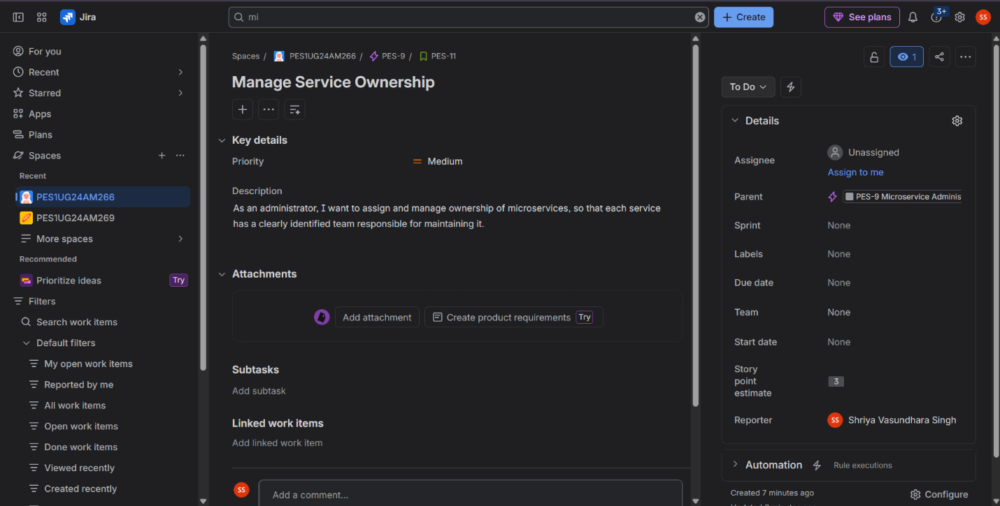 Jira
mi
Create
See plans
3+
SS
For you
Recent
Starred
Apps
Plans
Spaces
Recent
PES1UG24AM266
PES1UG24AM269
More spaces
Recommended
Prioritize ideas
Try
Filters
Search work items
Default filters
My open work items
Reported by me
All work items
Open work items
Done work items
Viewed recently
Created recently
Spaces / PES1UG24AM266 / PES-9 / PES-11
Manage Service Ownership
Key details
Priority
Medium
Description
As an administrator, I want to assign and manage ownership of microservices, so that each service
has a clearly identified team responsible for maintaining it.
Attachments
Add attachment
Create product requirements Try
Subtasks
Add subtask
Linked work items
Add linked work item
SS
Add a comment...
1
To Do
Details
Assignee
Unassigned
Assign to me
Parent
PES-9 Microservice Adminis
Sprint
None
Labels
None
Due date
None
Team
None
Start date
None
Story
point
estimate
3
Reporter
SS
Shriya Vasundhara Singh
Automation
Rule executions
Created 7 minutes ago
Configure